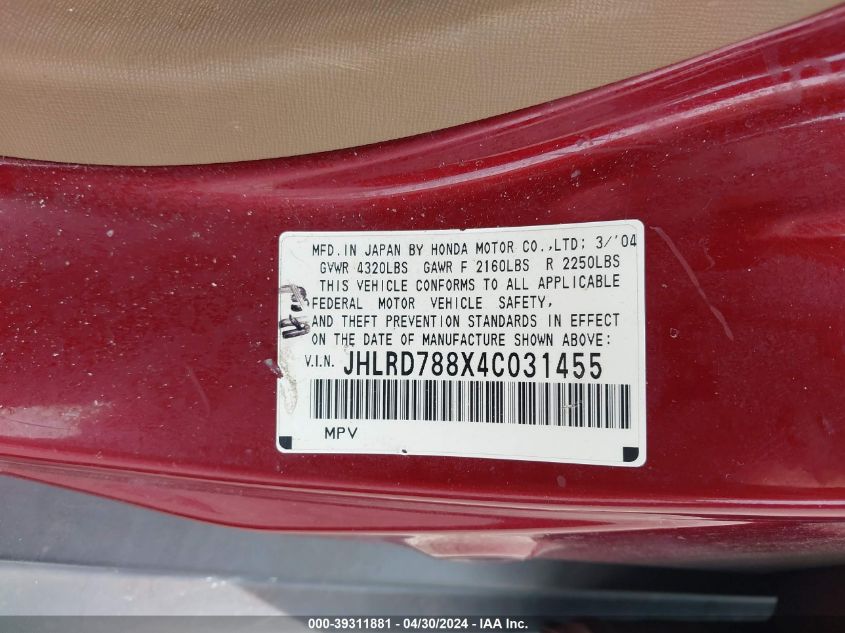 MFD. IN JAPAN BY HONDA MOTOR CO.,LTD; 3/'04
GVWR 4320LBS GAWR F 2160LBS R 2250LBS
THIS VEHICLE CONFORMS TO ALL APPLICABLE
FEDERAL MOTOR VEHICLE SAFETY,
AND THEFT PREVENTION STANDARDS IN EFFECT
ON THE DATE OF MANUFACTURE SHOWN ABOVE:
V.I.N. JHLRD788X4C031455
MPV
000-39311881 - 04/30/2024 - IAA Inc.